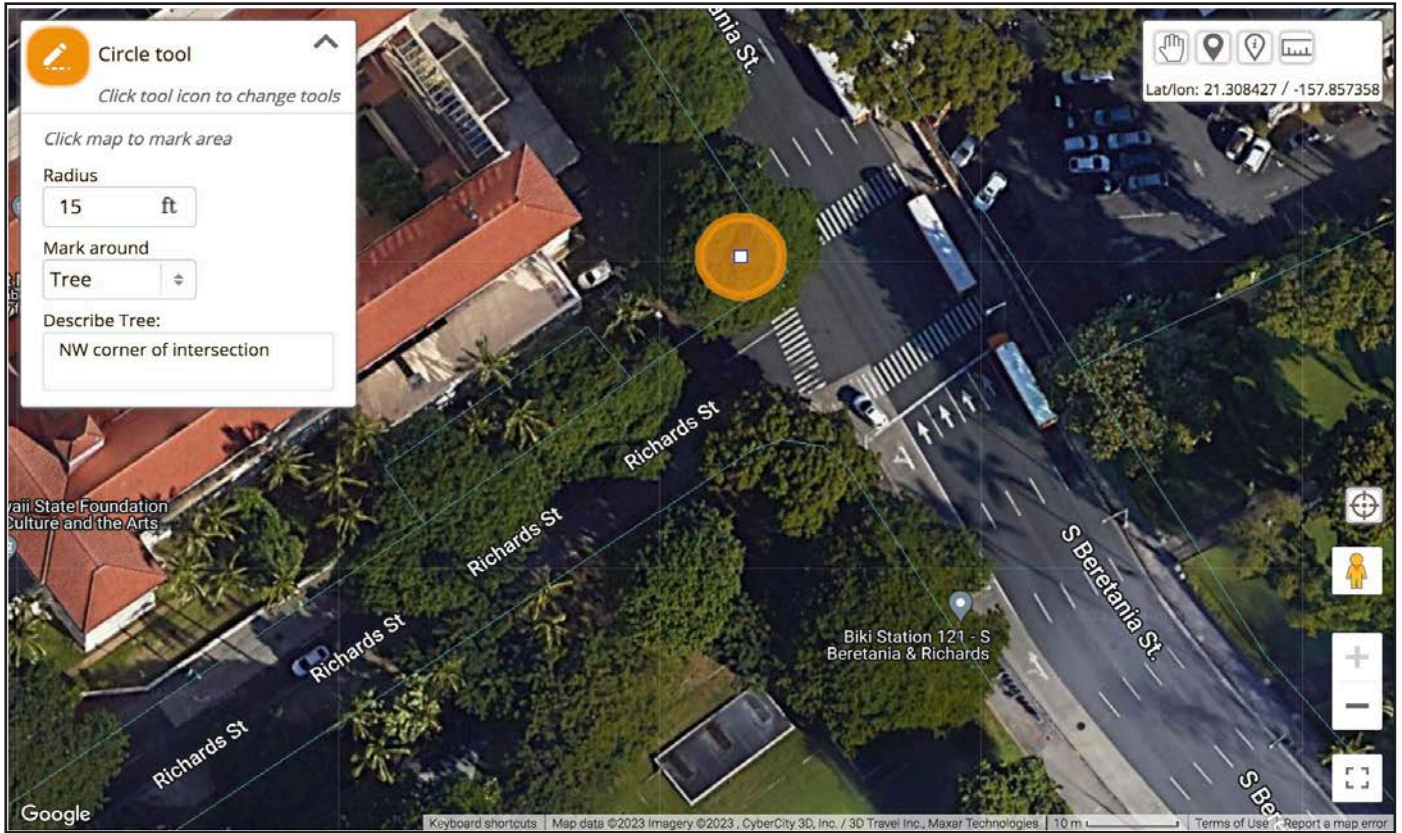 Circle tool
Click tool icon to change tools
Click map to mark area
Radius
15 ft
Mark around
Tree
Describe Tree:
NW corner of intersection
ania St.
Lat/lon: 21.308427 / -157.857358
Richards St
Richards St
Richards St
Richards St
vaii State Foundation
Culture and the Arts
S Beretania St.
Biki Station 121 - S
Beretania & Richards
S Ber
Google
Keyboard shortcuts
Map data ©2023 Imagery ©2023 , CyberCity 3D, Inc. / 3D Travel Inc., Maxar Technologies
10 m
Terms of Use
Report a map error